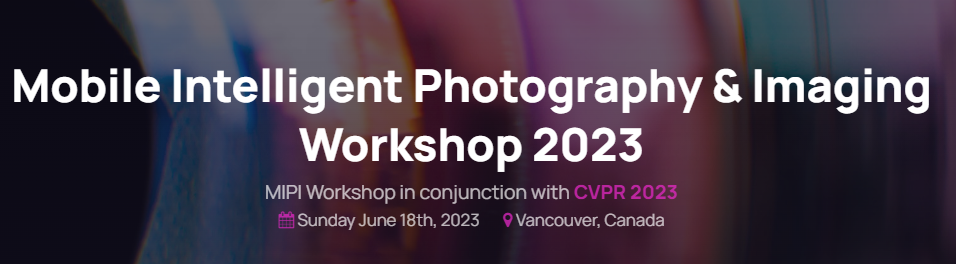 Mobile Intelligent Photography & Imaging
Workshop 2023
MIPI Workshop in conjunction with CVPR 2023
Sunday June 18th, 2023 Vancouver, Canada